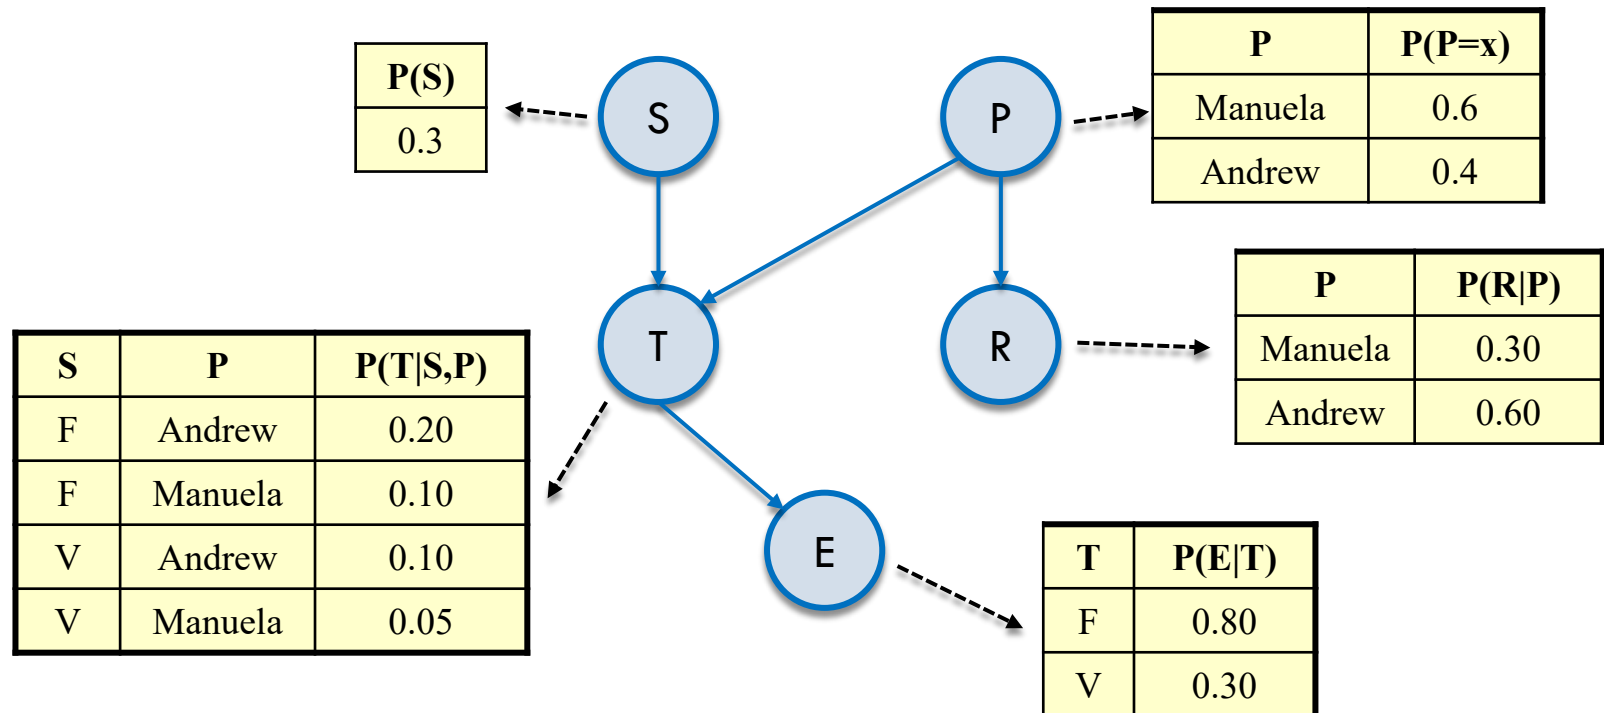 P(S)
0.3
S
P
P P(P=x)
Manuela 0.6
Andrew 0.4
T
R
P P(R|P)
Manuela 0.30
Andrew 0.60
S P P(T|S,P)
F Andrew 0.20
F Manuela 0.10
V Andrew 0.10
V Manuela 0.05
E
T P(E|T)
F 0.80
V 0.30